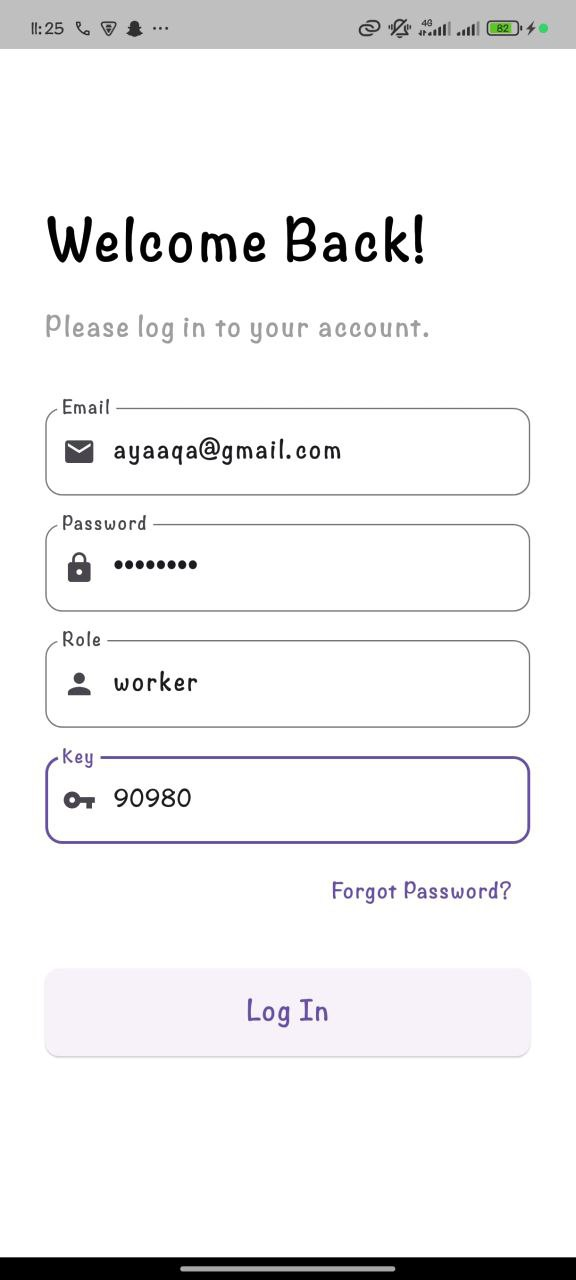 11:25
4G
82
Welcome Back!
Please log in to your account.
Email
ayaaqa@gmail.com
Password
••••••••
Role
worker
Key
90980
Forgot Password?
Log In